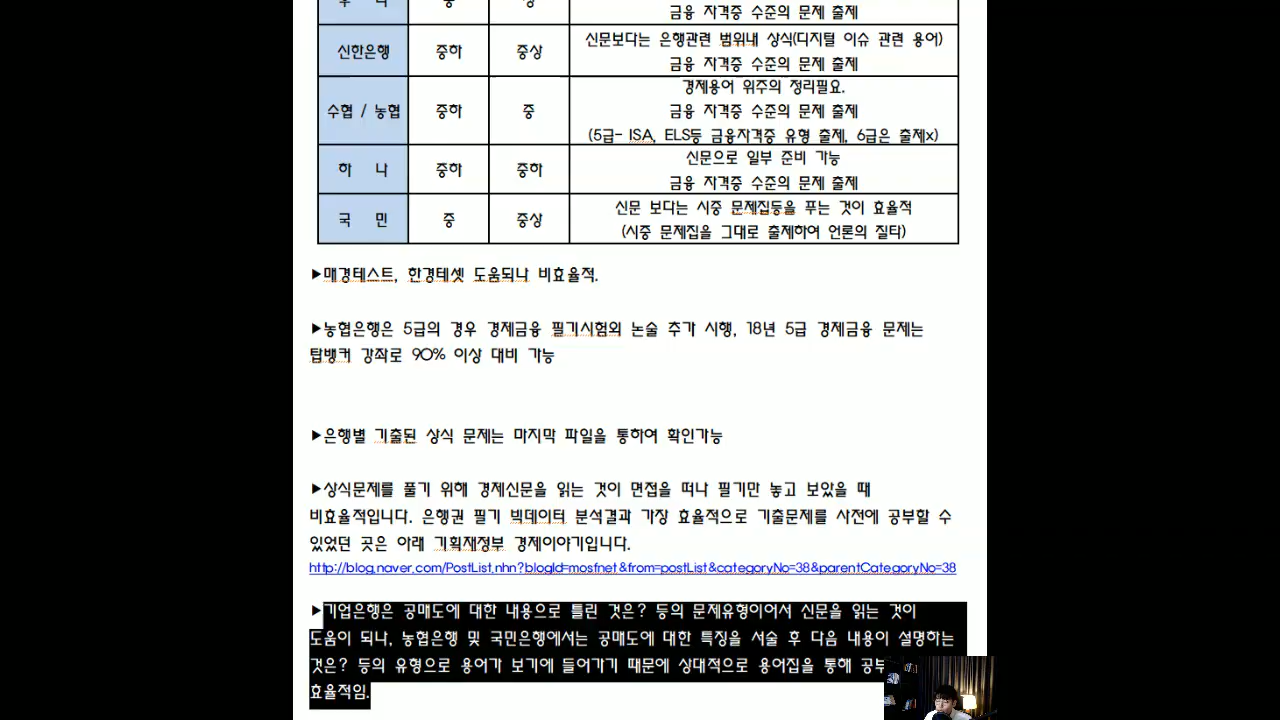 금융 자격증 수준의 문제 출제
신한은행 중하 중상 신문보다는 은행관련 범위내 상식(디지털 이슈 관련 용어)
금융 자격증 수준의 문제 출제
수협 / 농협 중하 중 경제용어 위주의 정리필요.
금융 자격증 수준의 문제 출제
(5급- ISA, ELS등 금융자격증 유형 출제, 6급은 출제x)
하 나 중하 중하 신문으로 일부 준비 가능
금융 자격증 수준의 문제 출제
국 민 중 중상 신문 보다는 시중 문제집등을 푸는 것이 효율적
(시중 문제집을 그대로 출제하여 언론의 질타)
▶매경테스트, 한경테셋 도움되나 비효율적.
▶농협은행은 5급의 경우 경제금융 필기시험외 논술 추가 시행, 18년 5급 경제금융 문제는
탑뱅커 강좌로 90% 이상 대비 가능
▶은행별 기출된 상식 문제는 마지막 파일을 통하여 확인가능
▶상식문제를 풀기 위해 경제신문을 읽는 것이 면접을 떠나 필기만 놓고 보았을 때
비효율적입니다. 은행권 필기 빅데이터 분석결과 가장 효율적으로 기출문제를 사전에 공부할 수
있었던 곳은 아래 기획재정부 경제이야기입니다.
http://blog.naver.com/PostList.nhn?blogId=mosfnet&from=postList&categoryNo=38&parentCategoryNo=38
▶기업은행은 공매도에 대한 내용으로 틀린 것은? 등의 문제유형이어서 신문을 읽는 것이
도움이 되나, 농협은행 및 국민은행에서는 공매도에 대한 특징을 서술 후 다음 내용이 설명하는
것은? 등의 유형으로 용어가 보기에 들어가기 때문에 상대적으로 용어집을 통해 공부
효율적임.